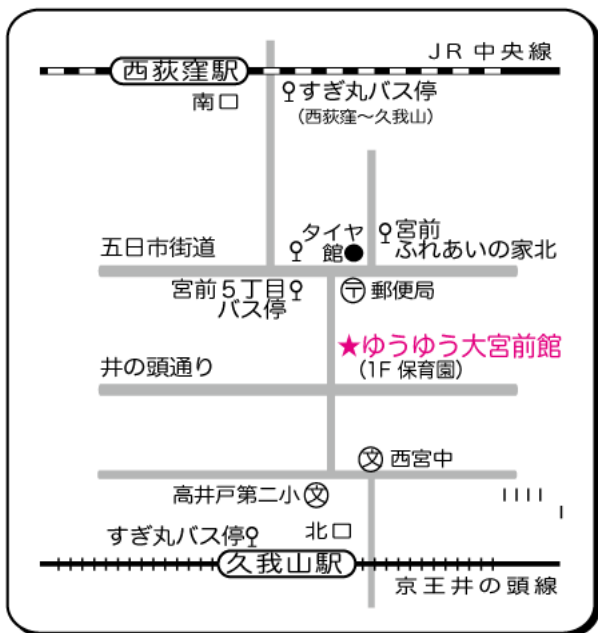 JR 中央線
西荻窪駅
南口
すぎ丸バス停
(西荻窪〜久我山)
タイヤ
館
宮前
ふれあいの家北
五日市街道
宮前5丁目
バス停
〒郵便局
★ゆうゆう大宮前館
(1F 保育園)
井の頭通り
文 西宮中
高井戸第二小 文
すぎ丸バス停
北口
久我山駅
京王井の頭線